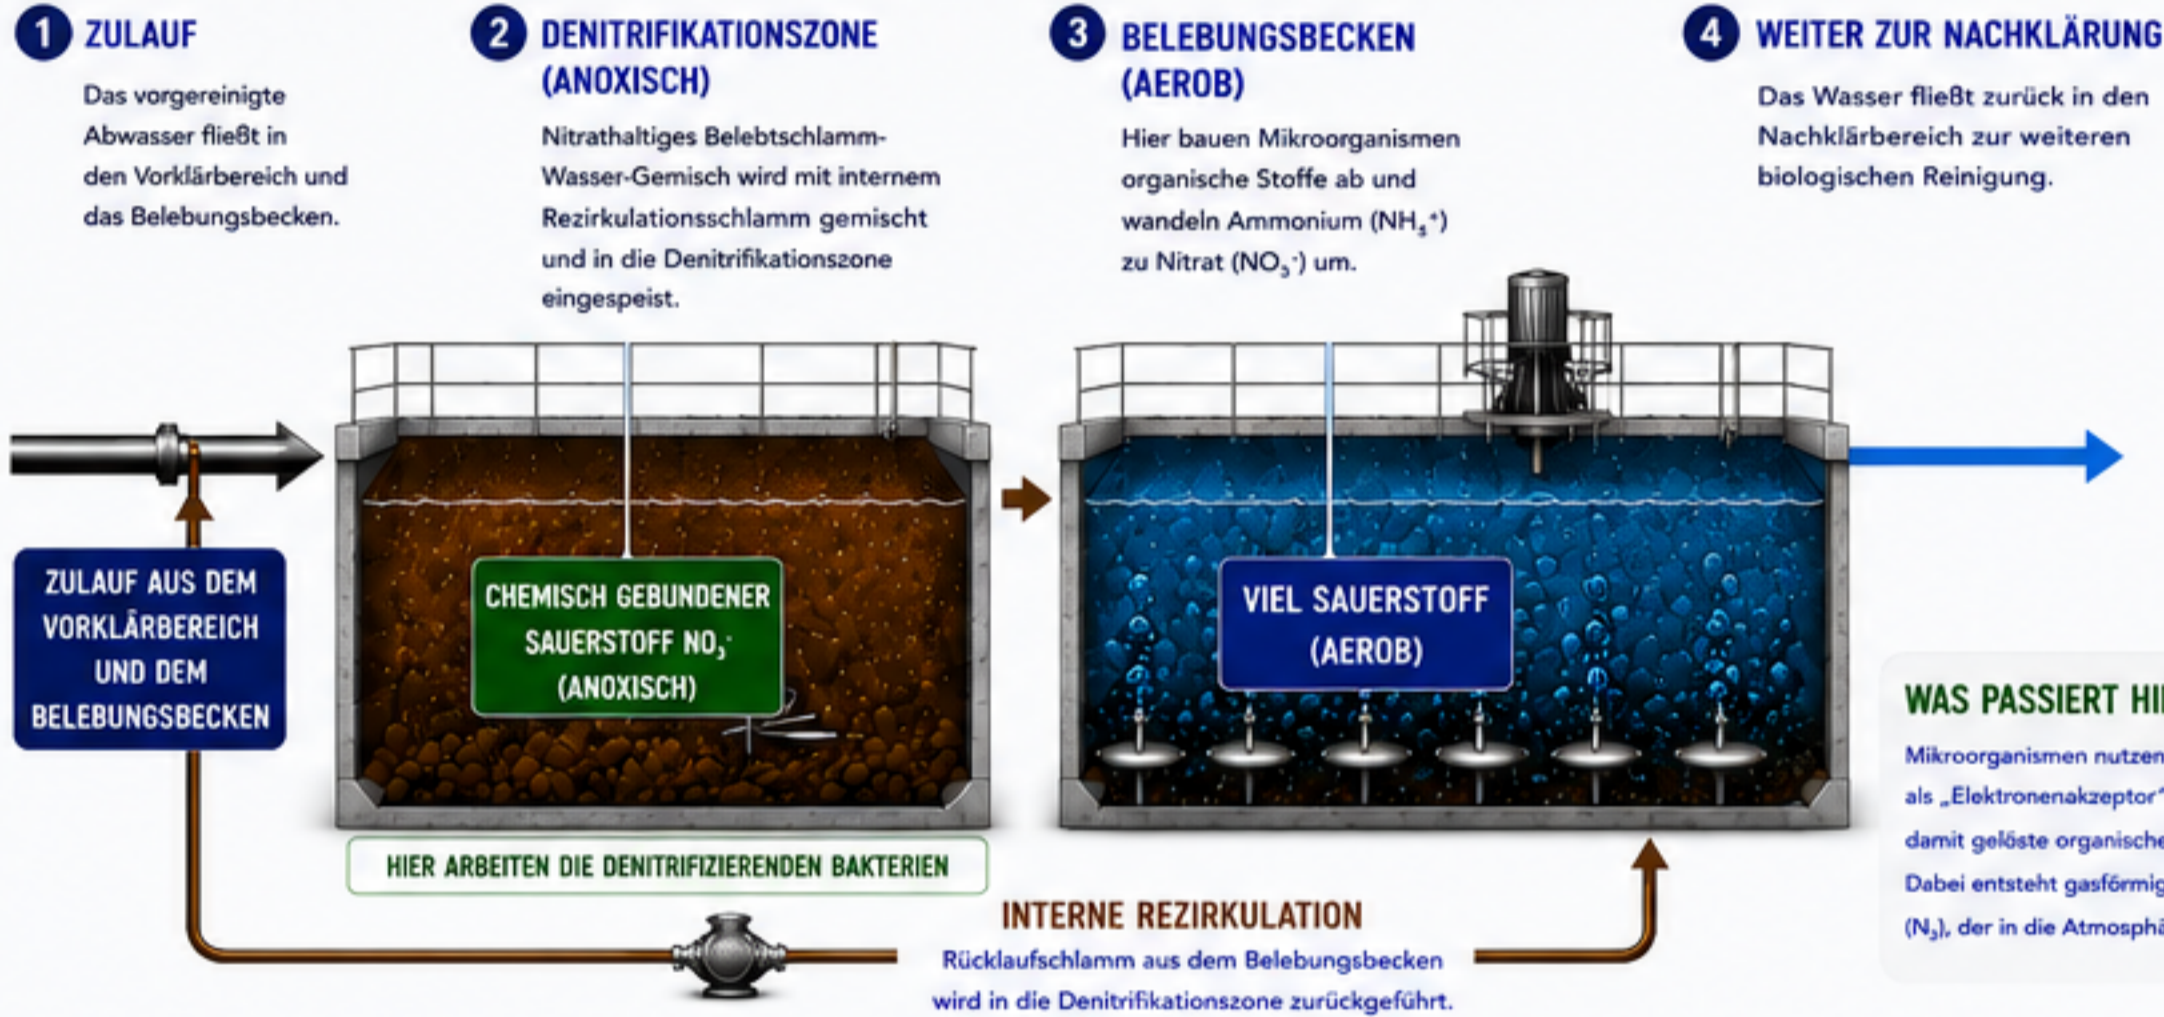 1 ZULAUF
Das vorgereinigte
Abwasser fließt in
den Vorklärbereich und
das Belebungsbecken.
2 DENITRIFIKATIONSZONE
(ANOXISCH)
Nitrathaltiges Belebtschlamm-
Wasser-Gemisch wird mit internem
Rezirkulationsschlamm gemischt
und in die Denitrifikationszone
eingespeist.
3 BELEBUNGSBECKEN
(AEROB)
Hier bauen Mikroorganismen
organische Stoffe ab und
wandeln Ammonium (NH₃⁺)
zu Nitrat (NO₃⁻) um.
4 WEITER ZUR NACHKLÄRUNG
Das Wasser fließt zurück in den
Nachklärbereich zur weiteren
biologischen Reinigung.
ZULAUF AUS DEM
VORKLÄRBEREICH
UND DEM
BELEBUNGSBECKEN
CHEMISCH GEBUNDENER
SAUERSTOFF NO₃⁻
(ANOXISCH)
VIEL SAUERSTOFF
(AEROB)
HIER ARBEITEN DIE DENITRIFIZIERENDEN BAKTERIEN
INTERNE REZIRKULATION
Rücklaufschlamm aus dem Belebungsbecken
wird in die Denitrifikationszone zurückgeführt.
WAS PASSIERT HI
Mikroorganismen nutzen
als „Elektronenakzeptor“
damit gelöste organische
Dabei entsteht gasförmig
(N₂), der in die Atmosphä